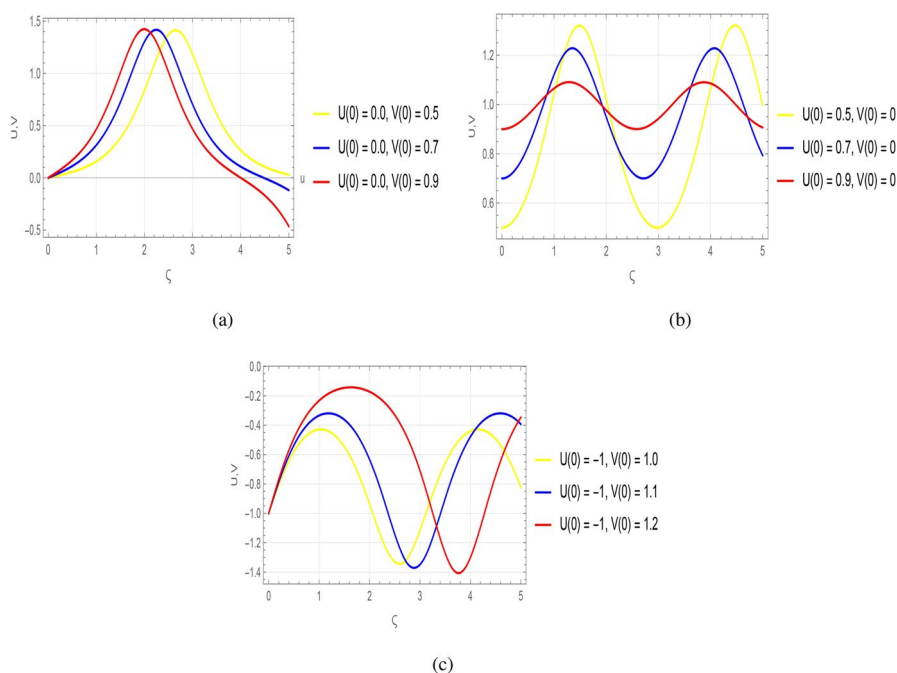 1.5
1.0
0.5
0.0
−0.5
U,V
0 1 2 3 4 5
ς
u
U(0) = 0.0, V(0) = 0.5
U(0) = 0.0, V(0) = 0.7
U(0) = 0.0, V(0) = 0.9
(a)
1.2
1.0
0.8
0.6
U,V
0 1 2 3 4 5
ς
U(0) = 0.5, V(0) = 0
U(0) = 0.7, V(0) = 0
U(0) = 0.9, V(0) = 0
(b)
0.0
−0.2
−0.4
−0.6
−0.8
−1.0
−1.2
−1.4
U,V
0 1 2 3 4 5
ς
U(0) = −1, V(0) = 1.0
U(0) = −1, V(0) = 1.1
U(0) = −1, V(0) = 1.2
(c)